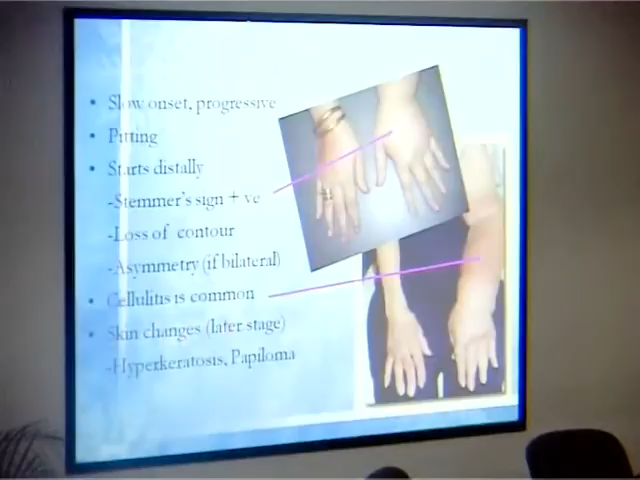 • Slow onset, progressive
• Pitting
• Starts distally
-Stemmer's sign + ve
-Loss of contour
-Asymmetry (if bilateral)
• Cellulitis is common
• Skin changes (later stage)
-Hyperkeratosis, Papiloma